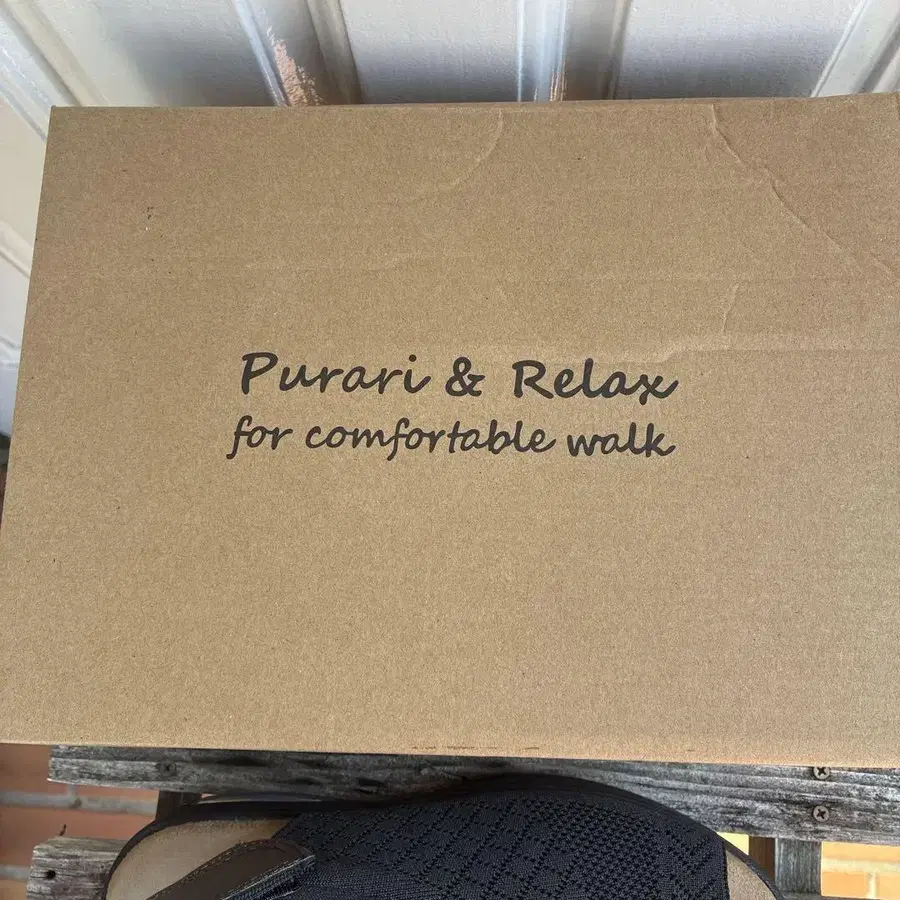 Purari & Relax
for comfortable walk